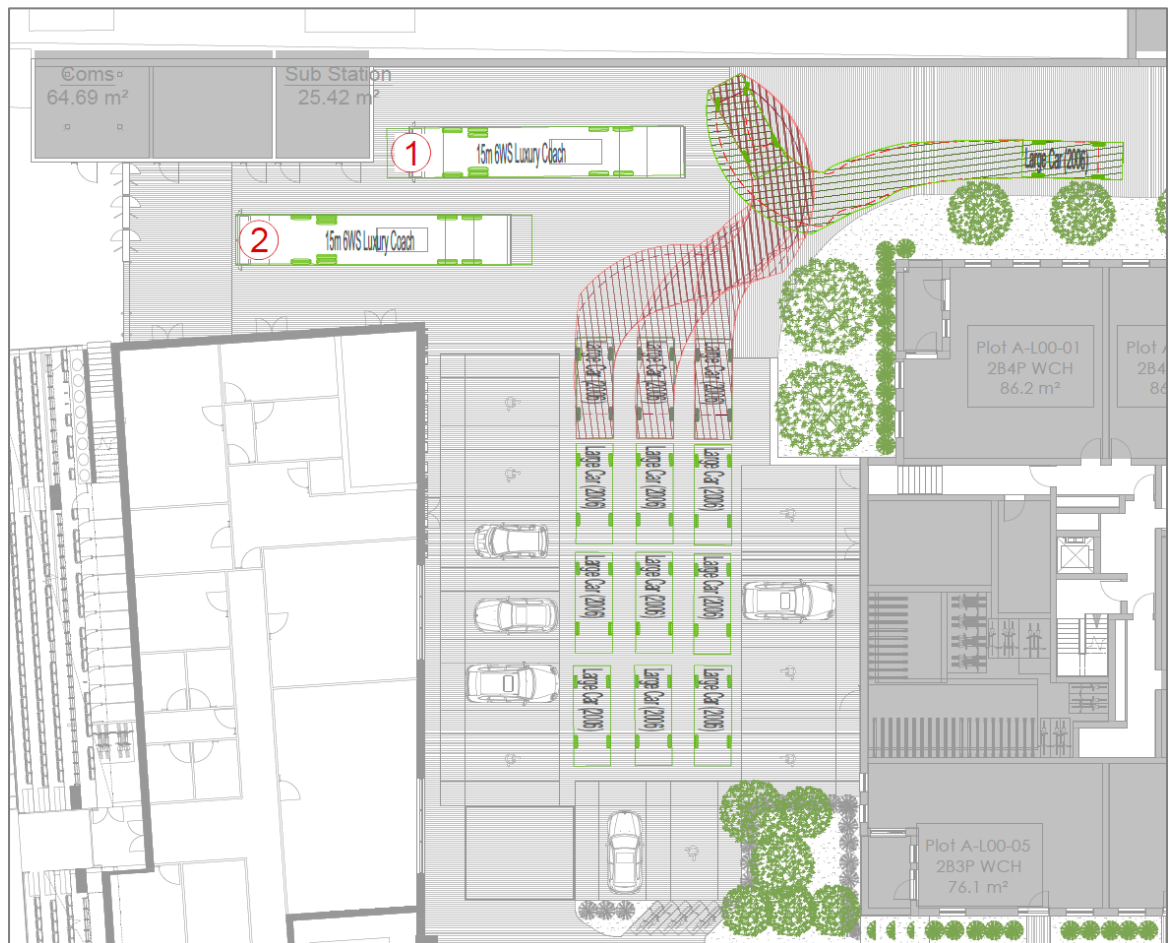 Coms
64.69 m²
Sub Station
25.42 m²
1
15m 6WS Luxury Coach
Large Car (2006)
2
15m 6WS Luxury Coach
Large Car (2006)
Large Car (2006)
Large Car (2006)
Large Car (2006)
Large Car (2006)
Large Car (2006)
Large Car (2006)
Large Car (2006)
Large Car (2006)
Large Car (2006)
Large Car (2006)
Large Car (2006)
Plot A-L00-01
2B4P WCH
86.2 m²
Plot A
2B4
86
Plot A-L00-05
2B3P WCH
76.1 m²